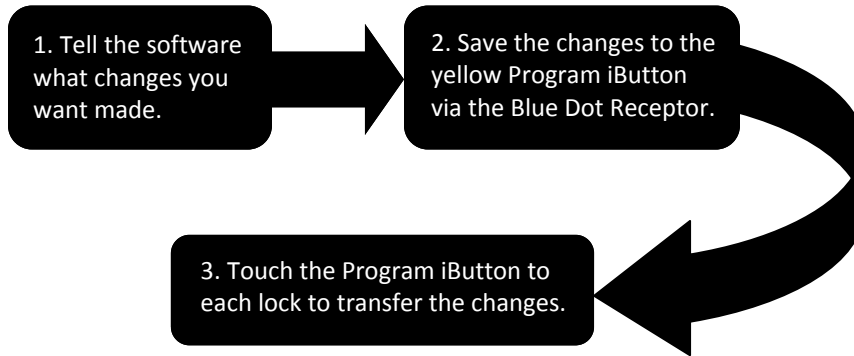 1. Tell the software
what changes you
want made.
2. Save the changes to the
yellow Program iButton
via the Blue Dot Receptor.
3. Touch the Program iButton to
each lock to transfer the changes.